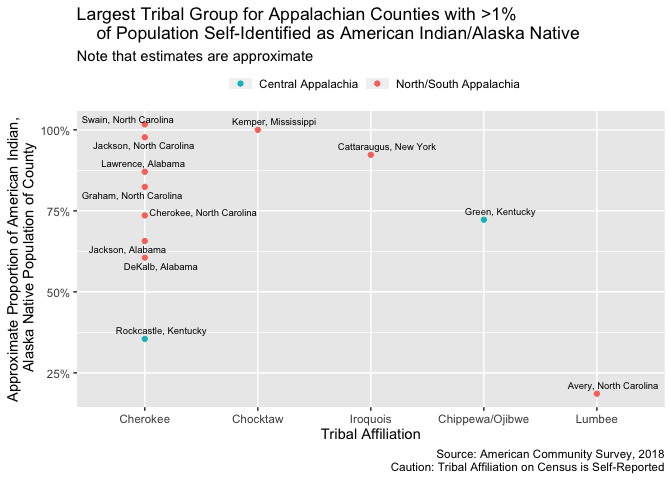 Largest Tribal Group for Appalachian Counties with >1%
of Population Self-Identified as American Indian/Alaska Native
Note that estimates are approximate
Central Appalachia
North/South Appalachia
Approximate Proportion of American Indian,
Alaska Native Population of County
100%
75%
50%
25%
Swain, North Carolina
Kemper, Mississippi
Jackson, North Carolina
Cattaraugus, New York
Lawrence, Alabama
Graham, North Carolina
Cherokee, North Carolina
Green, Kentucky
Jackson, Alabama
DeKalb, Alabama
Rockcastle, Kentucky
Avery, North Carolina
Cherokee
Chocktaw
Iroquois
Chippewa/Ojibwe
Lumbee
Tribal Affiliation
Source: American Community Survey, 2018
Caution: Tribal Affiliation on Census is Self-Reported